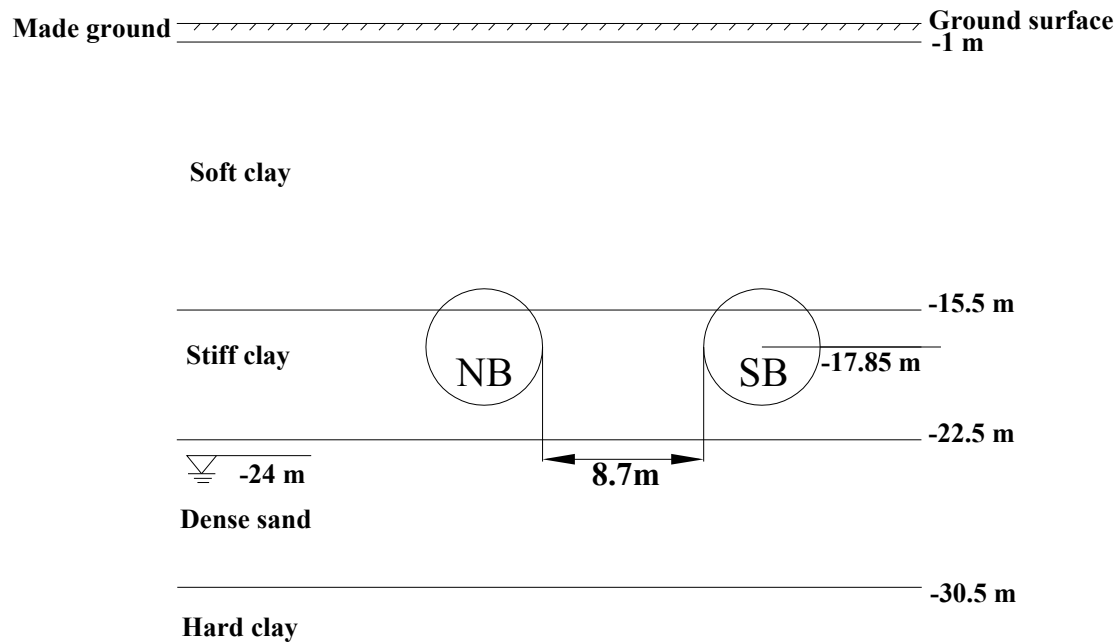 Made ground
Ground surface
-1 m
Soft clay
-15.5 m
Stiff clay
NB
SB
-17.85 m
-22.5 m
-24 m
8.7m
Dense sand
-30.5 m
Hard clay